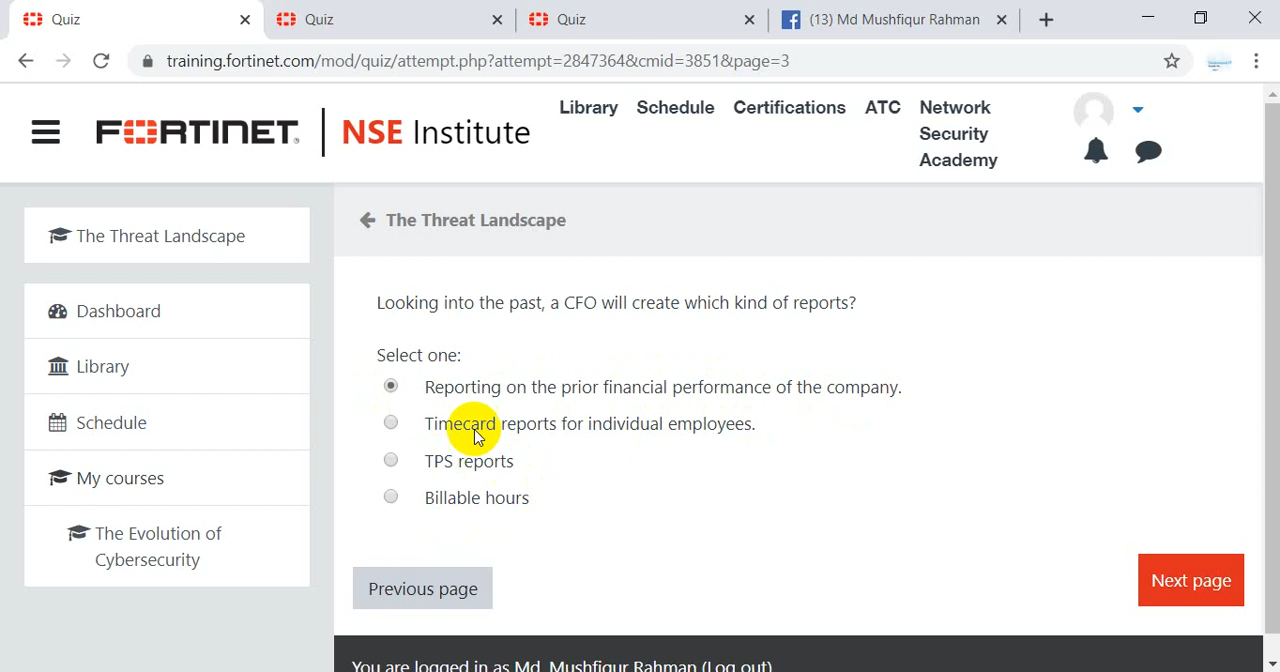 Quiz
Quiz
Quiz
(13) Md Mushfiqur Rahman
training.fortinet.com/mod/quiz/attempt.php?attempt=2847364&cmid=3851&page=3
FORTINET
NSE Institute
Library
Schedule
Certifications
ATC
Network
Security
Academy
The Threat Landscape
Dashboard
Library
Schedule
My courses
The Evolution of
Cybersecurity
The Threat Landscape
Looking into the past, a CFO will create which kind of reports?
Select one:
Reporting on the prior financial performance of the company.
Timecard reports for individual employees.
TPS reports
Billable hours
Previous page
Next page
You are logged in as Md. Mushfiqur Rahman (Log out)